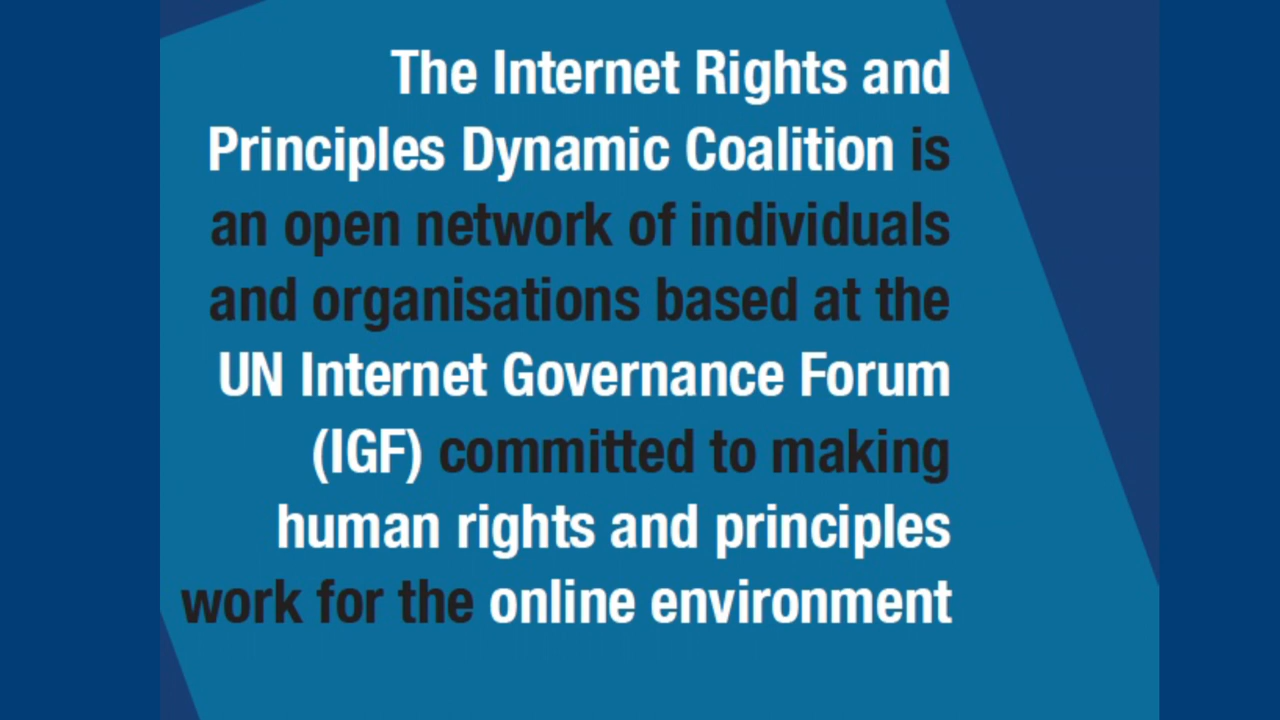 The Internet Rights and
Principles Dynamic Coalition is
an open network of individuals
and organisations based at the
UN Internet Governance Forum
(IGF) committed to making
human rights and principles
work for the online environment